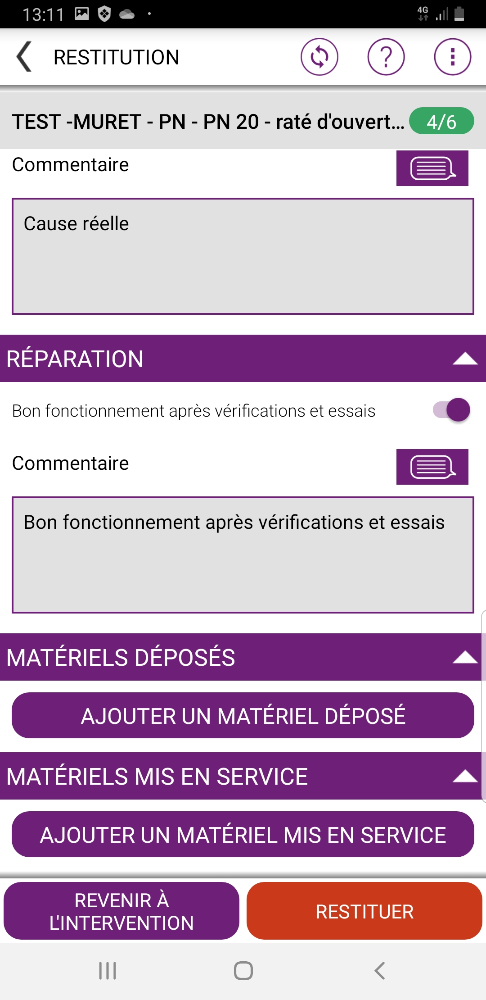 13:11
4G
RESTITUTION
?
TEST -MURET - PN - PN 20 - raté d'ouvert...
4/6
Commentaire
Cause réelle
RÉPARATION
Bon fonctionnement après vérifications et essais
Commentaire
Bon fonctionnement après vérifications et essais
MATÉRIELS DÉPOSÉS
AJOUTER UN MATÉRIEL DÉPOSÉ
MATÉRIELS MIS EN SERVICE
AJOUTER UN MATÉRIEL MIS EN SERVICE
REVENIR À
L'INTERVENTION
RESTITUER